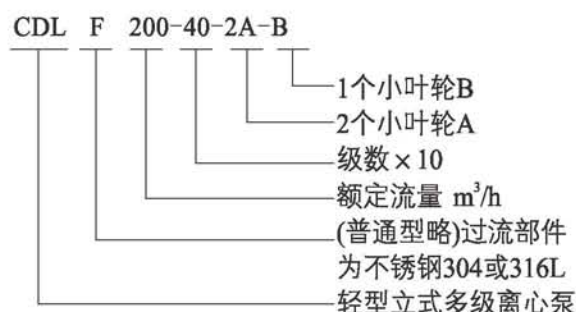 CDL F 200-40-2A-B
1个小叶轮B
2个小叶轮A
级数×10
额定流量 m³/h
(普通型略)过流部件
为不锈钢304或316L
轻型立式多级离心泵